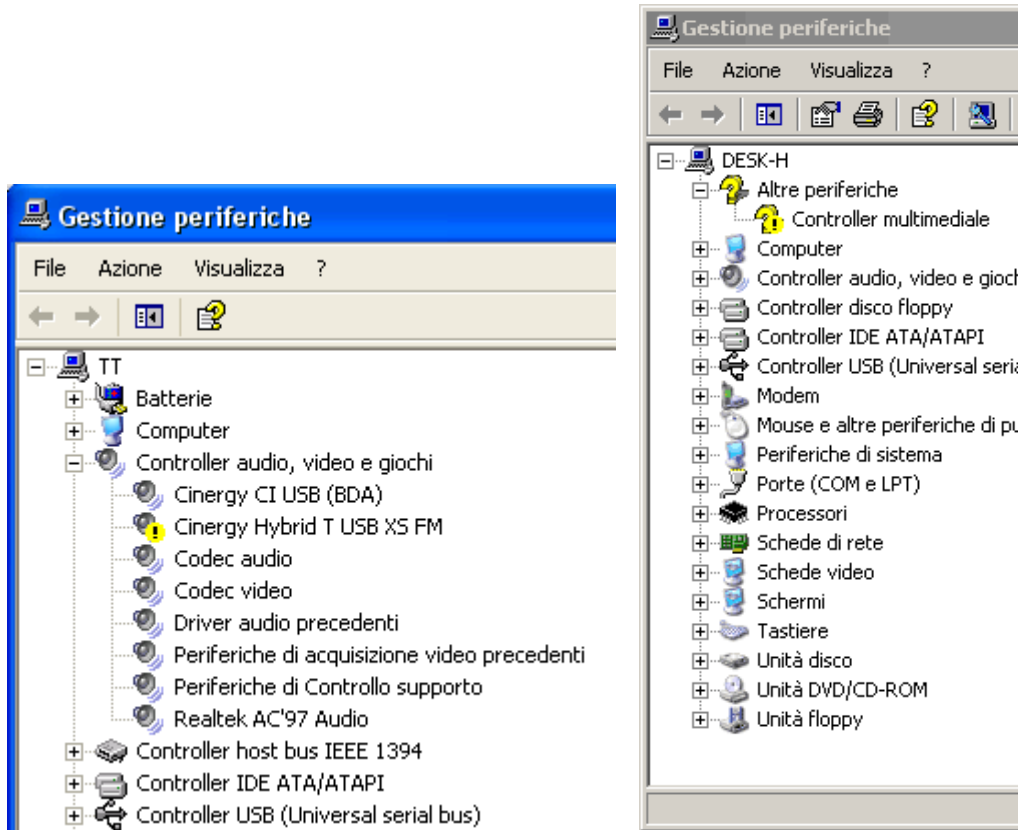 Gestione periferiche
File Azione Visualizza ?
TT
Batterie
Computer
Controller audio, video e giochi
Cinergy CI USB (BDA)
Cinergy Hybrid T USB XS FM
Codec audio
Codec video
Driver audio precedenti
Periferiche di acquisizione video precedenti
Periferiche di Controllo supporto
Realtek AC'97 Audio
Controller host bus IEEE 1394
Controller IDE ATA/ATAPI
Controller USB (Universal serial bus)
Gestione periferiche
File Azione Visualizza ?
DESK-H
Altre periferiche
Controller multimediale
Computer
Controller audio, video e gioch
Controller disco floppy
Controller IDE ATA/ATAPI
Controller USB (Universal seria
Modem
Mouse e altre periferiche di pu
Periferiche di sistema
Porte (COM e LPT)
Processori
Schede di rete
Schede video
Schermi
Tastiere
Unità disco
Unità DVD/CD-ROM
Unità floppy